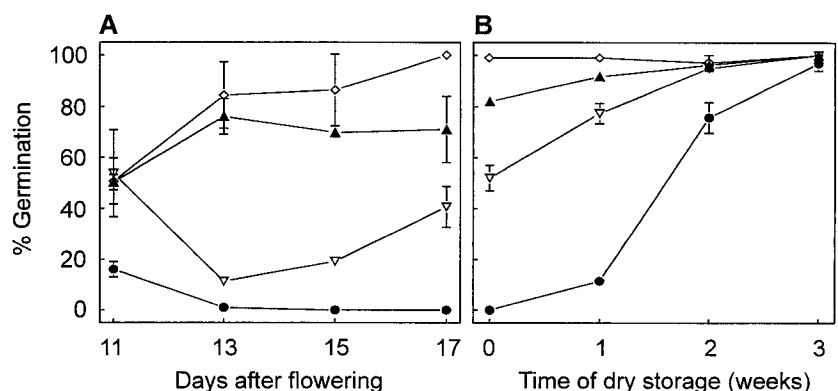 A
B
% Germination
100
80
60
40
20
0
11 13 15 17
0 1 2 3
Days after flowering
Time of dry storage (weeks)